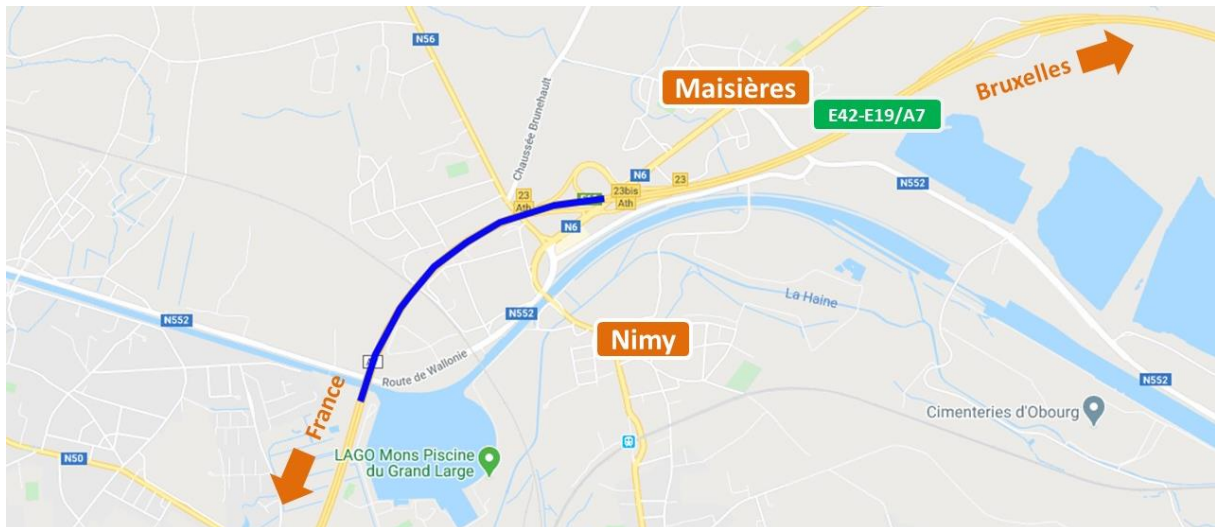 N56
Bruxelles
Maisières
E42-E19/A7
Chaussée Brunehault
N6
23
23bis
Ath
23
Ath
N6
N552
La Haine
N552
N552
Nimy
Route de Wallonie
France
N552
Cimenteries d'Obourg
LAGO Mons Piscine
du Grand Large
N50